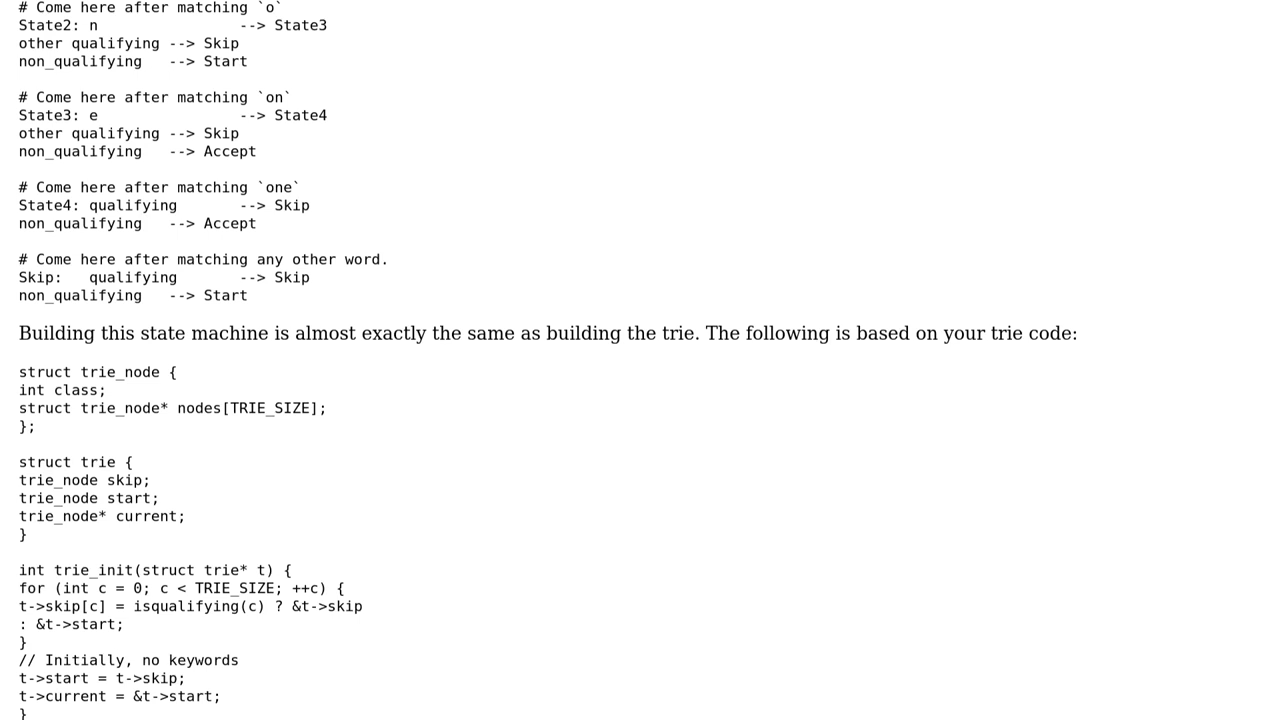 # Come here after matching `o`
State2: n                --> State3
other qualifying --> Skip
non_qualifying   --> Start

# Come here after matching `on`
State3: e                --> State4
other qualifying --> Skip
non_qualifying   --> Accept

# Come here after matching `one`
State4: qualifying       --> Skip
non_qualifying   --> Accept

# Come here after matching any other word.
Skip:   qualifying       --> Skip
non_qualifying   --> Start

Building this state machine is almost exactly the same as building the trie. The following is based on your trie code:

struct trie_node {
int class;
struct trie_node* nodes[TRIE_SIZE];
};

struct trie {
trie_node skip;
trie_node start;
trie_node* current;
}

int trie_init(struct trie* t) {
for (int c = 0; c < TRIE_SIZE; ++c) {
t->skip[c] = isqualifying(c) ? &t->skip
: &t->start;
}
// Initially, no keywords
t->start = t->skip;
t->current = &t->start;
}